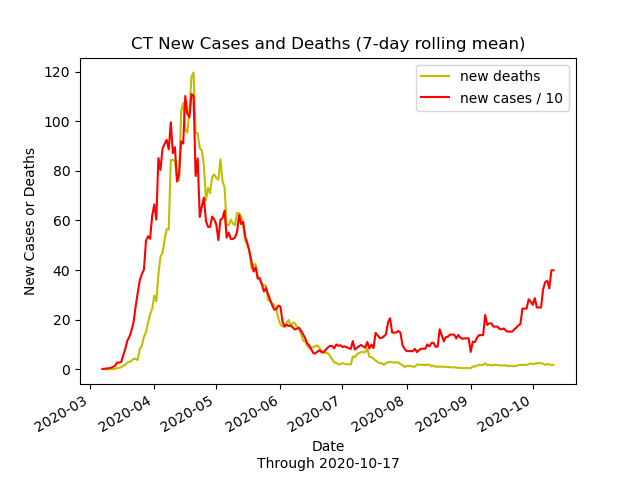 CT New Cases and Deaths (7-day rolling mean)
new deaths
new cases / 10
New Cases or Deaths
120
100
80
60
40
20
0
2020-03
2020-04
2020-05
2020-06
2020-07
2020-08
2020-09
2020-10
Date
Through 2020-10-17